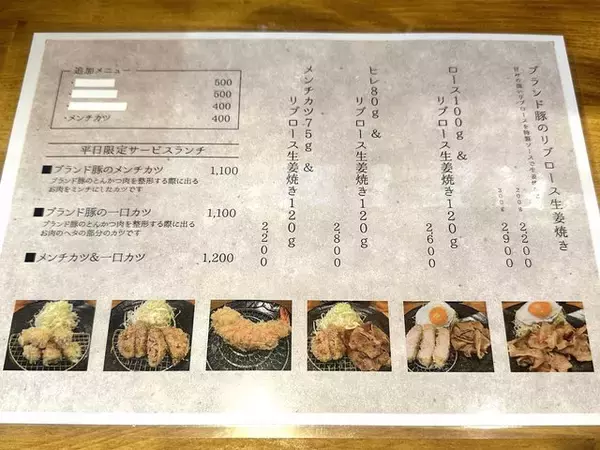 ブランド豚のリブロース生姜焼き
200g 2200
300g 2900
ロース100g &
リブロース生姜焼き120g
2,600
ヒレ80g &
リブロース生姜焼き120g
2,800
メンチカツ75g &
リブロース生姜焼き120g
2,200
追加メニュー
500
500
400
・メンチカツ 400
平日限定サービスランチ
■ブランド豚のメンチカツ 1,100
ブランド豚のとんかつ肉を整形する際に出る
お肉をミンチにしたカツです
■ブランド豚の一口カツ 1,100
ブランド豚のとんかつ肉を整形する際に出る
お肉のヘタの部分のカツです
■メンチカツ&一口カツ 1,200